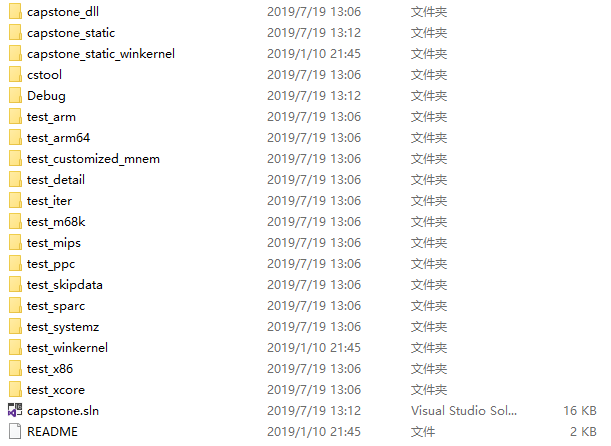 capstone_dll 2019/7/19 13:06 文件夹
capstone_static 2019/7/19 13:12 文件夹
capstone_static_winkernel 2019/1/10 21:45 文件夹
cstool 2019/7/19 13:06 文件夹
Debug 2019/7/19 13:12 文件夹
test_arm 2019/7/19 13:06 文件夹
test_arm64 2019/7/19 13:06 文件夹
test_customized_mnem 2019/7/19 13:06 文件夹
test_detail 2019/7/19 13:06 文件夹
test_iter 2019/7/19 13:06 文件夹
test_m68k 2019/7/19 13:06 文件夹
test_mips 2019/7/19 13:06 文件夹
test_ppc 2019/7/19 13:06 文件夹
test_skipdata 2019/7/19 13:06 文件夹
test_sparc 2019/7/19 13:06 文件夹
test_systemz 2019/7/19 13:06 文件夹
test_winkernel 2019/1/10 21:45 文件夹
test_x86 2019/7/19 13:06 文件夹
test_xcore 2019/7/19 13:06 文件夹
capstone.sln 2019/7/19 13:12 Visual Studio Sol... 16 KB
README 2019/1/10 21:45 文件 2 KB